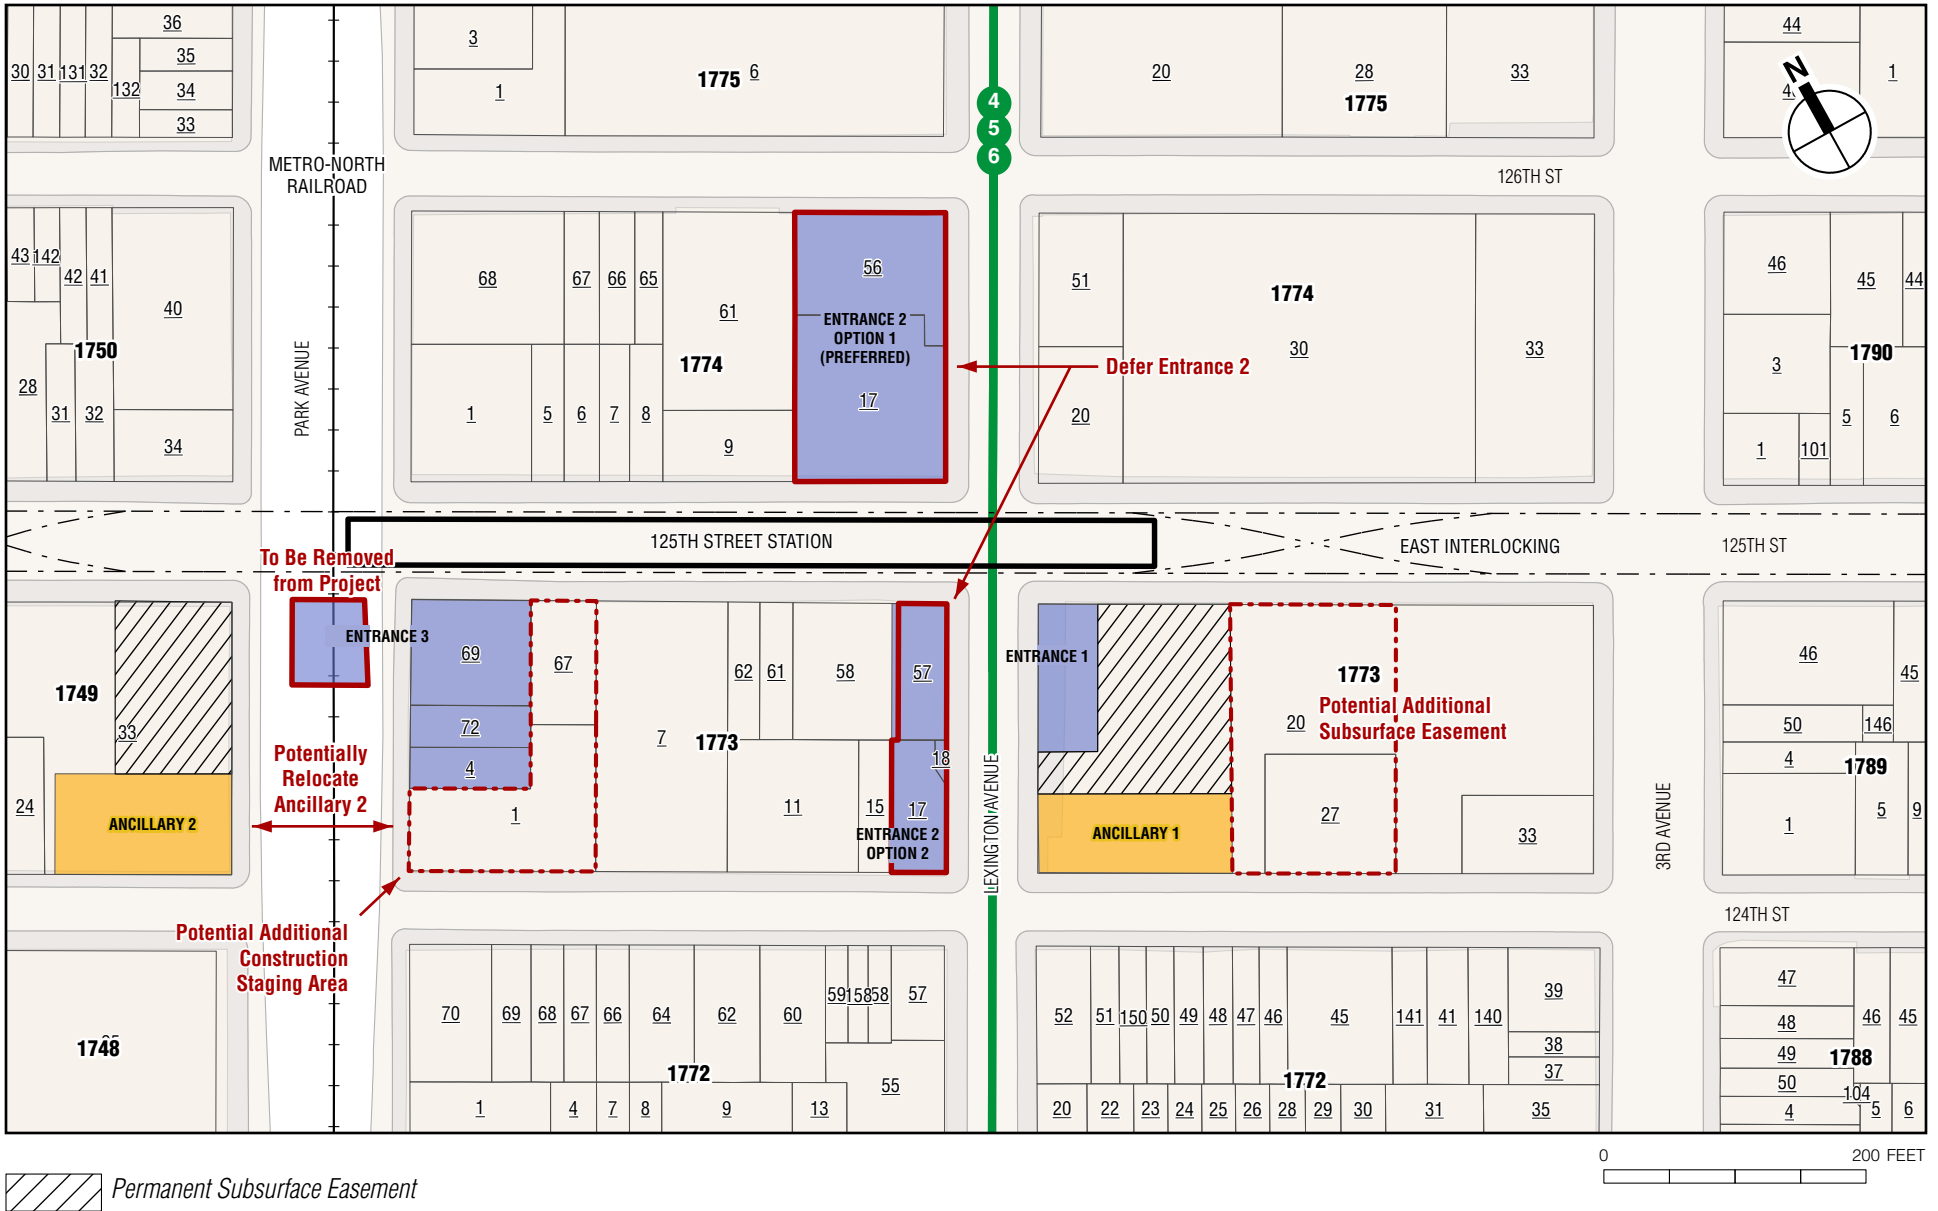 36
35
30 31 131 32
132
34
33
3
1
1775 6
4
5
6
20
28
1775
33
44
1
N
METRO-NORTH
RAILROAD
126TH ST
43 142
42 41
40
1750
28
31 32
34
PARK AVENUE
68
67 66 65
61
1774
1
5 6 7 8
9
56
ENTRANCE 2
OPTION 1
(PREFERRED)
17
Defer Entrance 2
51
20
1774
30
33
46
45
44
3
1790
1
101
5
6
125TH STREET STATION
EAST INTERLOCKING
125TH ST
To Be Removed
from Project
ENTRANCE 3
1749
33
24
ANCILLARY 2
Potentially
Relocate
Ancillary 2
69
72
4
67
1
7
62 61
58
1773
11
15
57
18
17
ENTRANCE 2
OPTION 2
LEXINGTON AVENUE
ENTRANCE 1
ANCILLARY 1
1773
20
Potential Additional
Subsurface Easement
27
33
3RD AVENUE
46
45
50
146
4
1789
1
5
9
124TH ST
Potential Additional
Construction
Staging Area
1748
70
69 68 67 66
64
62
60
59 158 58
57
1772
55
1
4
7
8
9
13
52
51 150 50 49 48 47 46
45
141
41
140
39
38
37
1772
20
22
23 24 25 26 28 29 30
31
35
47
48
49
50
4
46
45
1788
104
5
6
0
200 FEET
Permanent Subsurface Easement